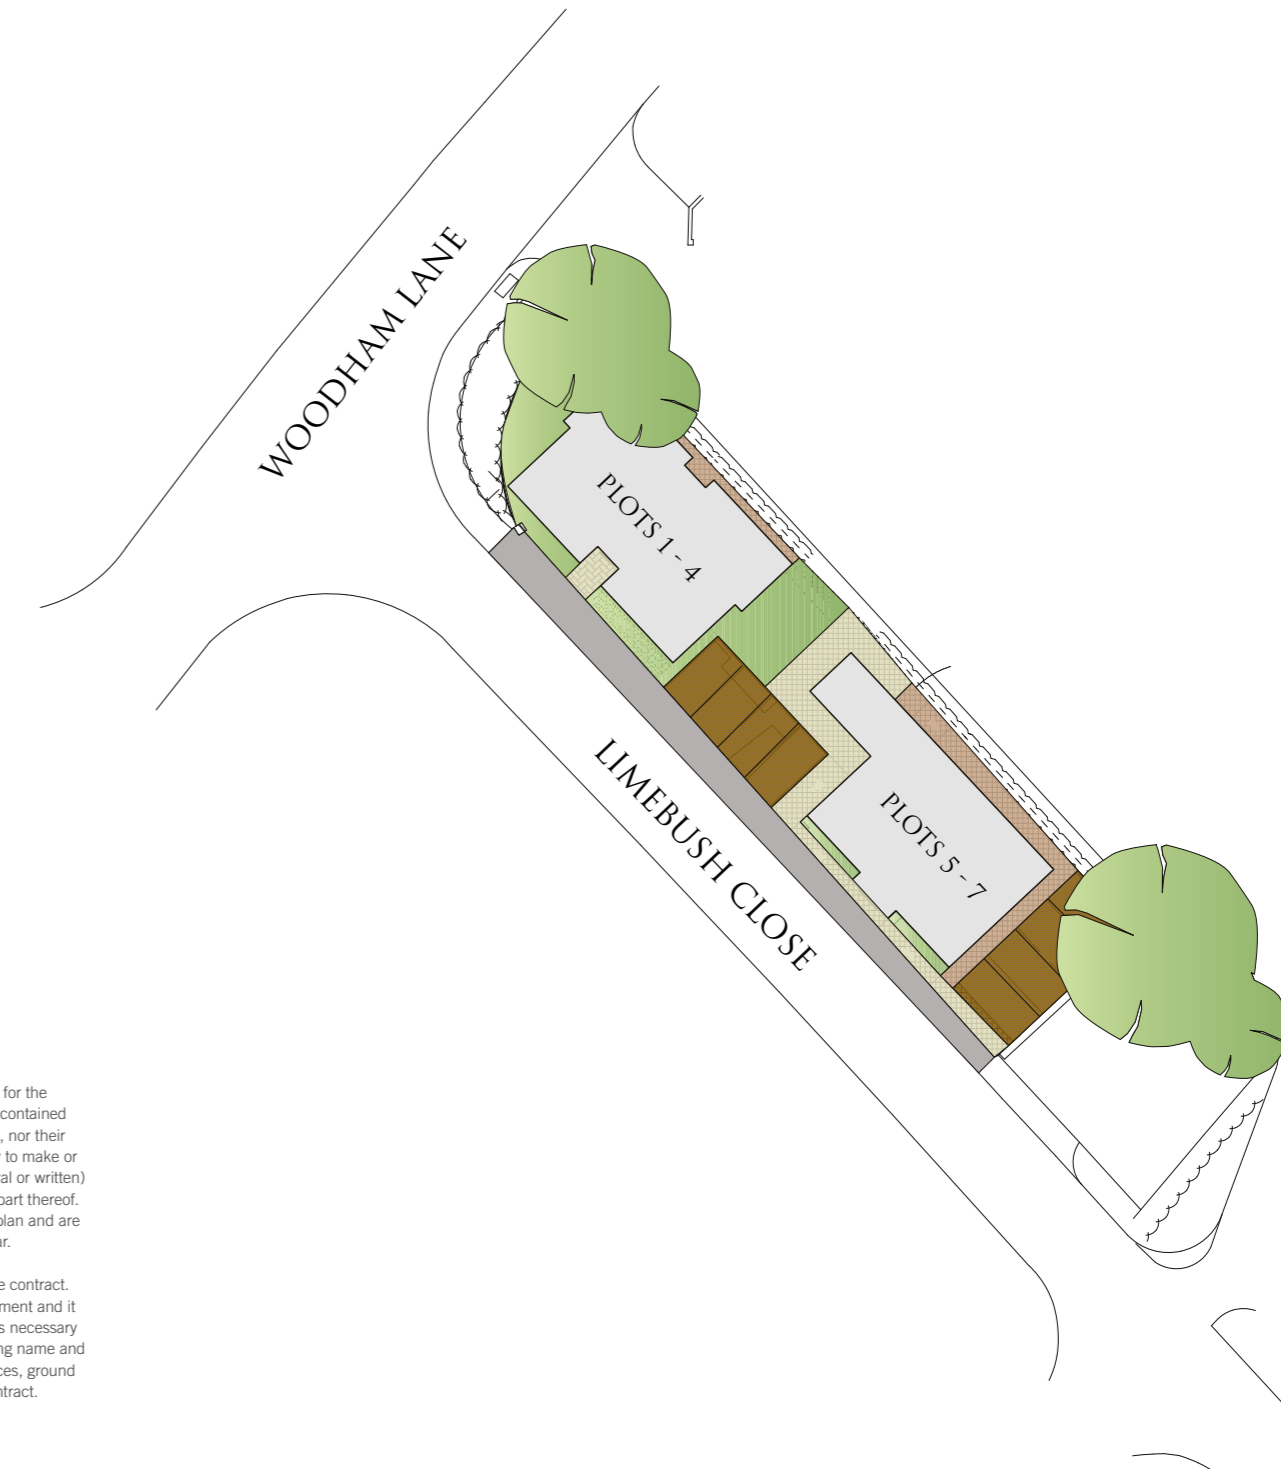 WOODHAM LANE
PLOTS 1 - 4
LIMEBUSH CLOSE
PLOTS 5 - 7
for the
contained
, nor their
to make or
al or written)
part thereof.
plan and are
ar.
e contract.
ment and it
s necessary
ng name and
ces, ground
ntract.